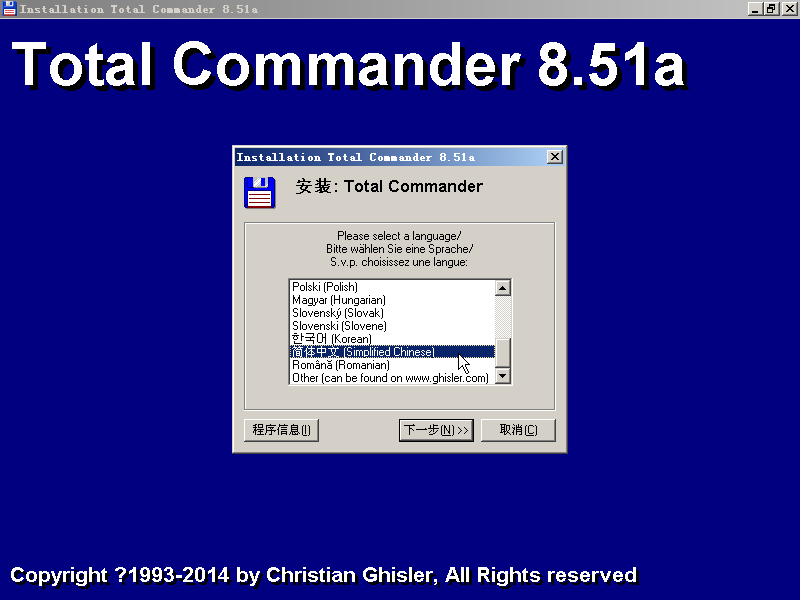 Installation Total Commander 8.51a
Total Commander 8.51a
Installation Total Commander 8.51a
安装: Total Commander
Please select a language/
Bitte wählen Sie eine Sprache/
S.v.p. choisissez une langue:
Polski (Polish)
Magyar (Hungarian)
Slovenský (Slovak)
Slovenski (Slovene)
한국어 (Korean)
简体中文 (Simplified Chinese)
Română (Romanian)
Other (can be found on www.ghisler.com)
程序信息(I) 下一步(N) >> 取消(C)
Copyright ?1993-2014 by Christian Ghisler, All Rights reserved